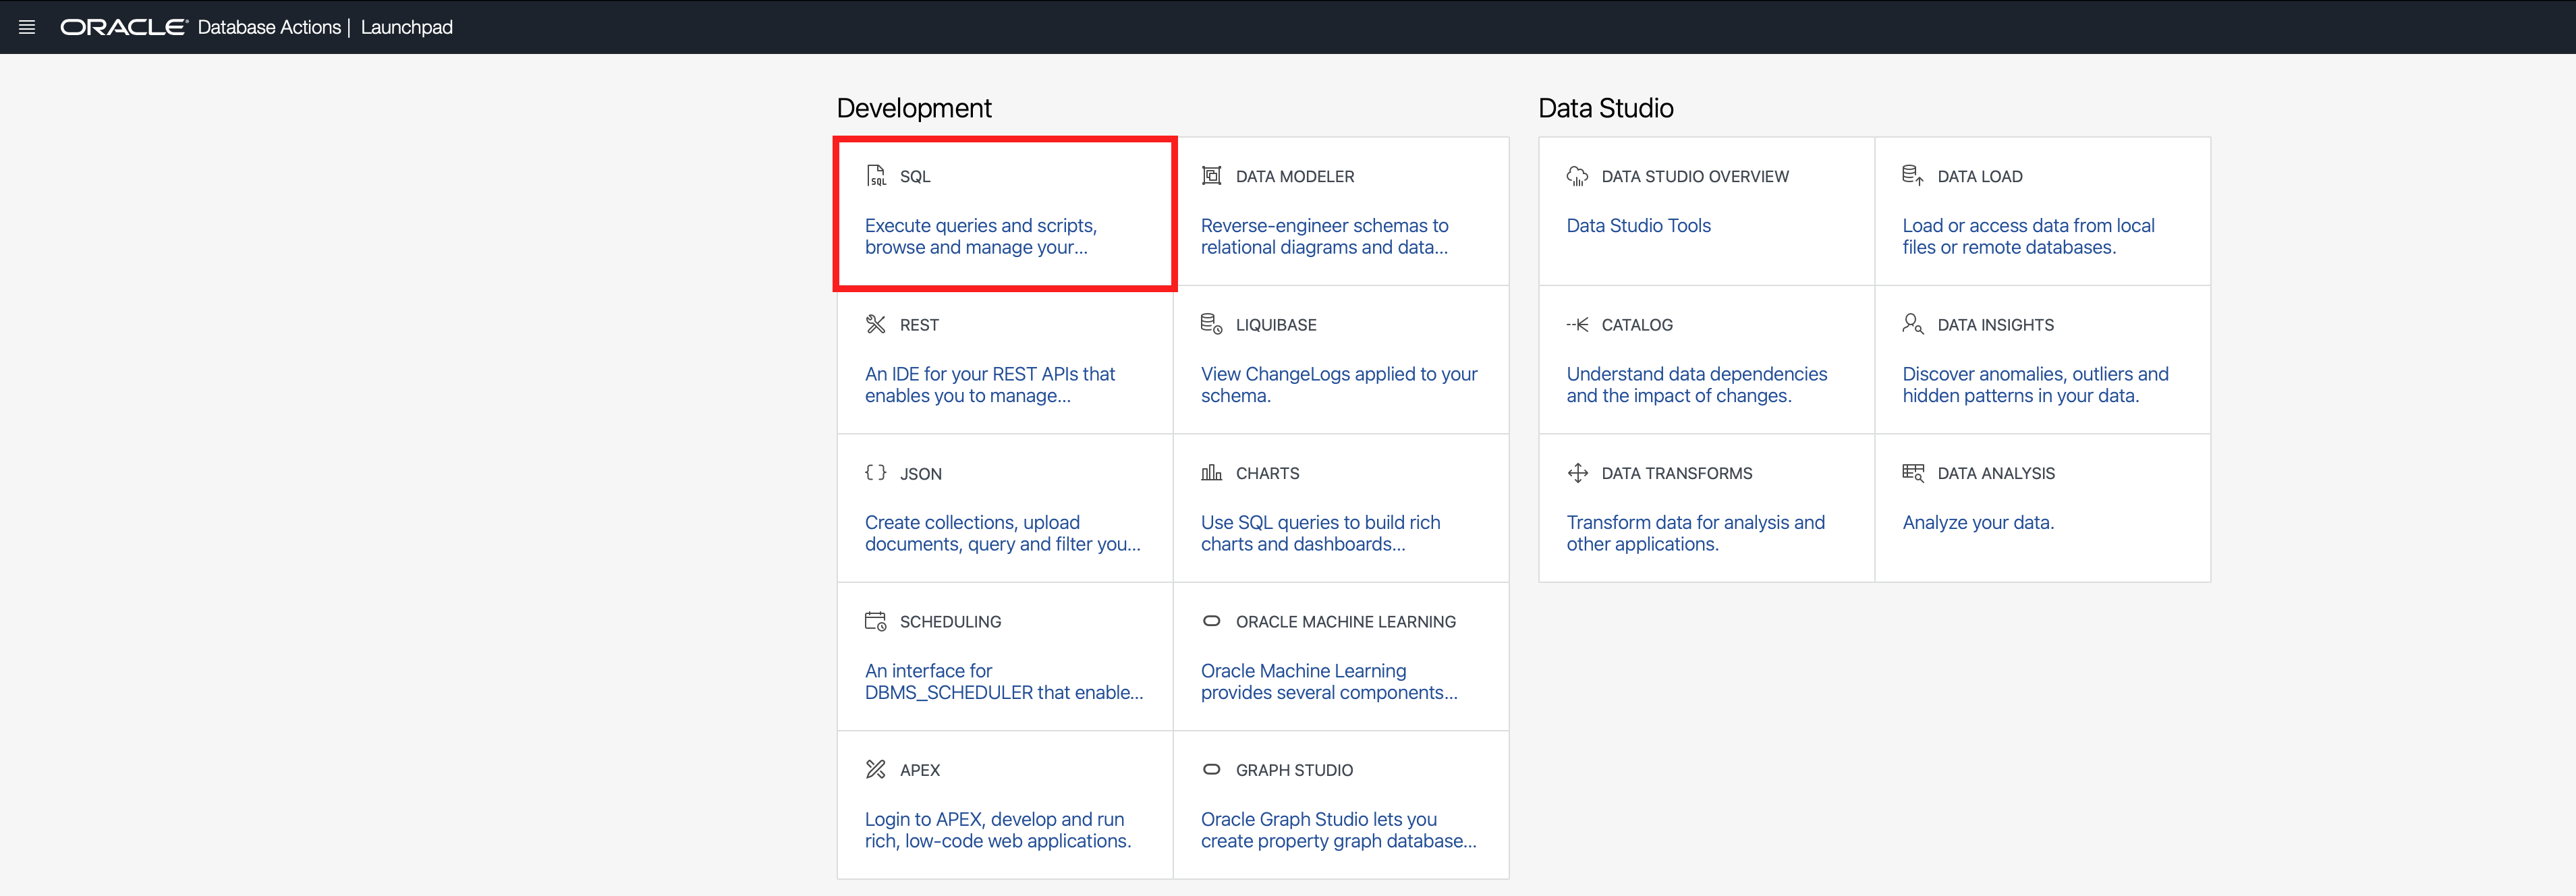 ORACLE® Database Actions | Launchpad
Development
SQL
Execute queries and scripts,
browse and manage your...
DATA MODELER
Reverse-engineer schemas to
relational diagrams and data...
REST
An IDE for your REST APIs that
enables you to manage...
LIQUIBASE
View ChangeLogs applied to your
schema.
{ } JSON
Create collections, upload
documents, query and filter you...
CHARTS
Use SQL queries to build rich
charts and dashboards...
SCHEDULING
An interface for
DBMS_SCHEDULER that enable...
ORACLE MACHINE LEARNING
Oracle Machine Learning
provides several components...
APEX
Login to APEX, develop and run
rich, low-code web applications.
GRAPH STUDIO
Oracle Graph Studio lets you
create property graph database...
Data Studio
DATA STUDIO OVERVIEW
Data Studio Tools
DATA LOAD
Load or access data from local
files or remote databases.
CATALOG
Understand data dependencies
and the impact of changes.
DATA INSIGHTS
Discover anomalies, outliers and
hidden patterns in your data.
DATA TRANSFORMS
Transform data for analysis and
other applications.
DATA ANALYSIS
Analyze your data.